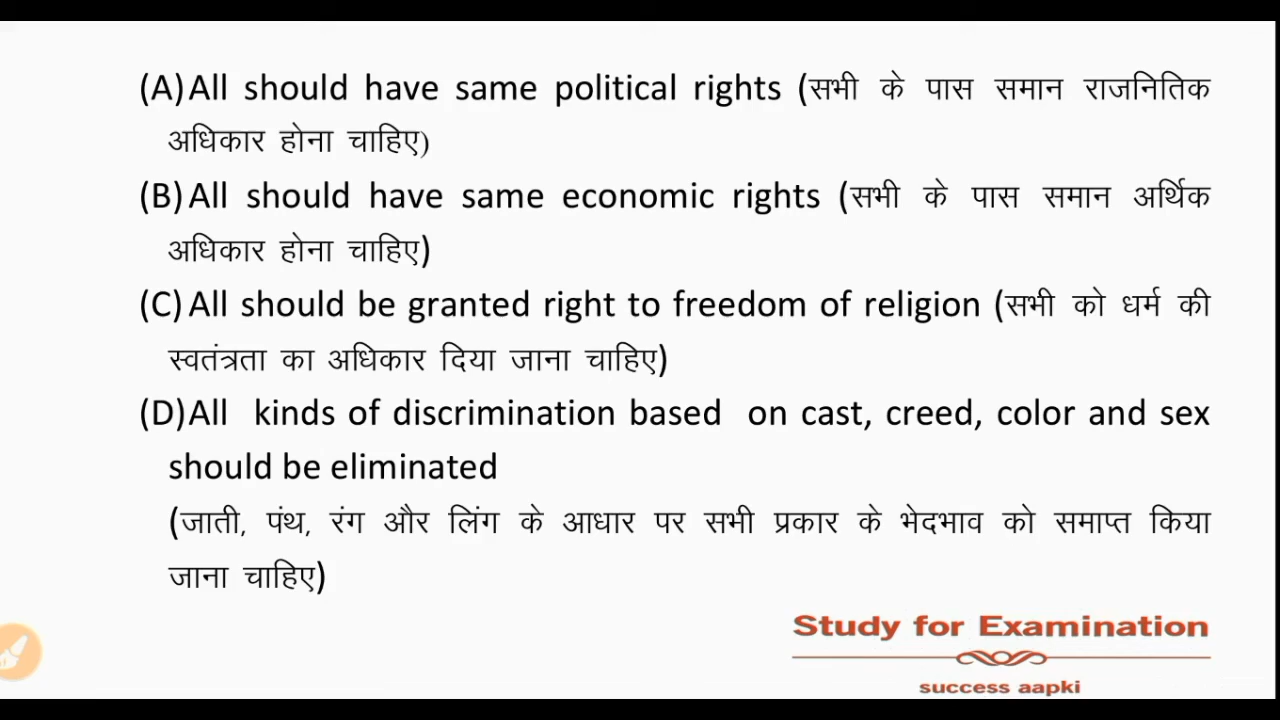 (A) All should have same political rights (सभी के पास समान राजनितिक
अधिकार होना चाहिए)
(B) All should have same economic rights (सभी के पास समान अर्थिक
अधिकार होना चाहिए)
(C) All should be granted right to freedom of religion (सभी को धर्म की
स्वतंत्रता का अधिकार दिया जाना चाहिए)
(D) All kinds of discrimination based on cast, creed, color and sex
should be eliminated
(जाती, पंथ, रंग और लिंग के आधार पर सभी प्रकार के भेदभाव को समाप्त किया
जाना चाहिए)
Study for Examination
success aapki